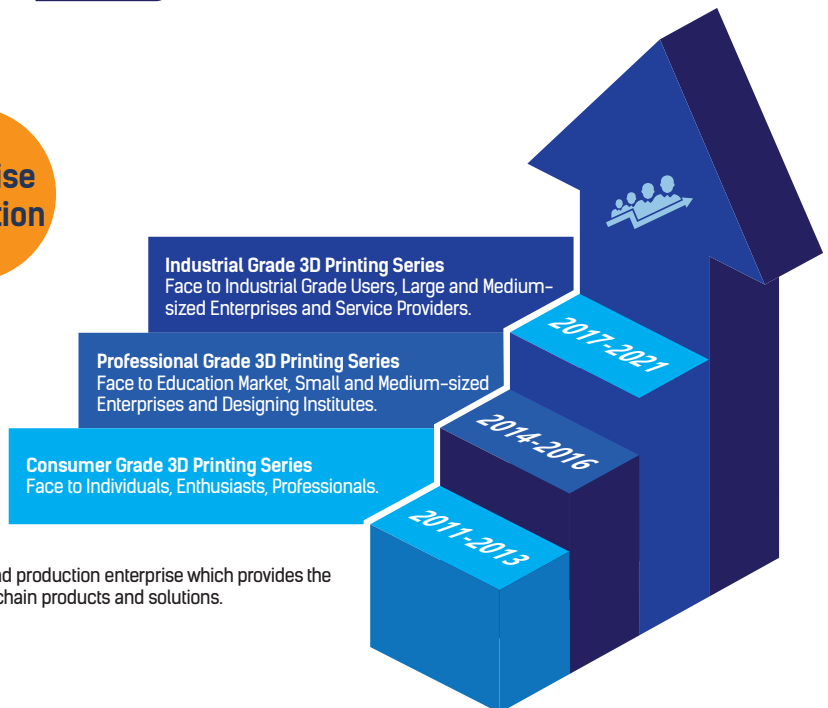 ise
tion
Industrial Grade 3D Printing Series
Face to Industrial Grade Users, Large and Medium-
sized Enterprises and Service Providers.
2017-2021
Professional Grade 3D Printing Series
Face to Education Market, Small and Medium-sized
Enterprises and Designing Institutes.
2014-2016
Consumer Grade 3D Printing Series
Face to Individuals, Enthusiasts, Professionals.
2011-2013
d production enterprise which provides the
chain products and solutions.